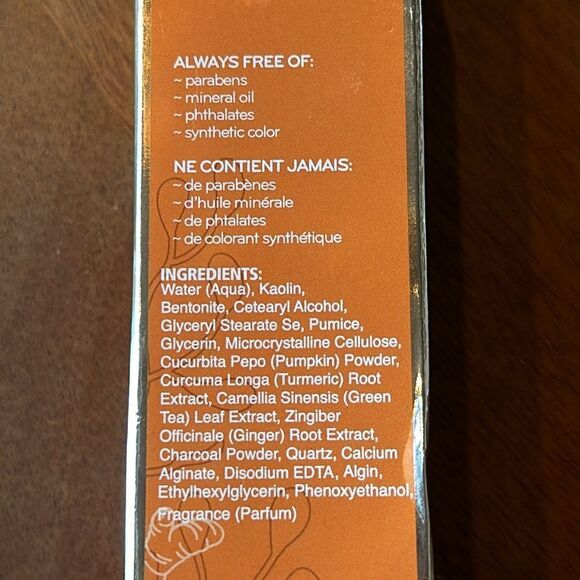 ALWAYS FREE OF:
~ parabens
~ mineral oil
~ phthalates
~ synthetic color
NE CONTIENT JAMAIS:
~ de parabènes
~ d'huile minérale
~ de phtalates
~ de colorant synthétique
INGREDIENTS:
Water (Aqua), Kaolin,
Bentonite, Cetearyl Alcohol,
Glyceryl Stearate Se, Pumice,
Glycerin, Microcrystalline Cellulose,
Cucurbita Pepo (Pumpkin) Powder,
Curcuma Longa (Turmeric) Root
Extract, Camellia Sinensis (Green
Tea) Leaf Extract, Zingiber
Officinale (Ginger) Root Extract,
Charcoal Powder, Quartz, Calcium
Alginate, Disodium EDTA, Algin,
Ethylhexylglycerin, Phenoxyethanol,
Fragrance (Parfum)